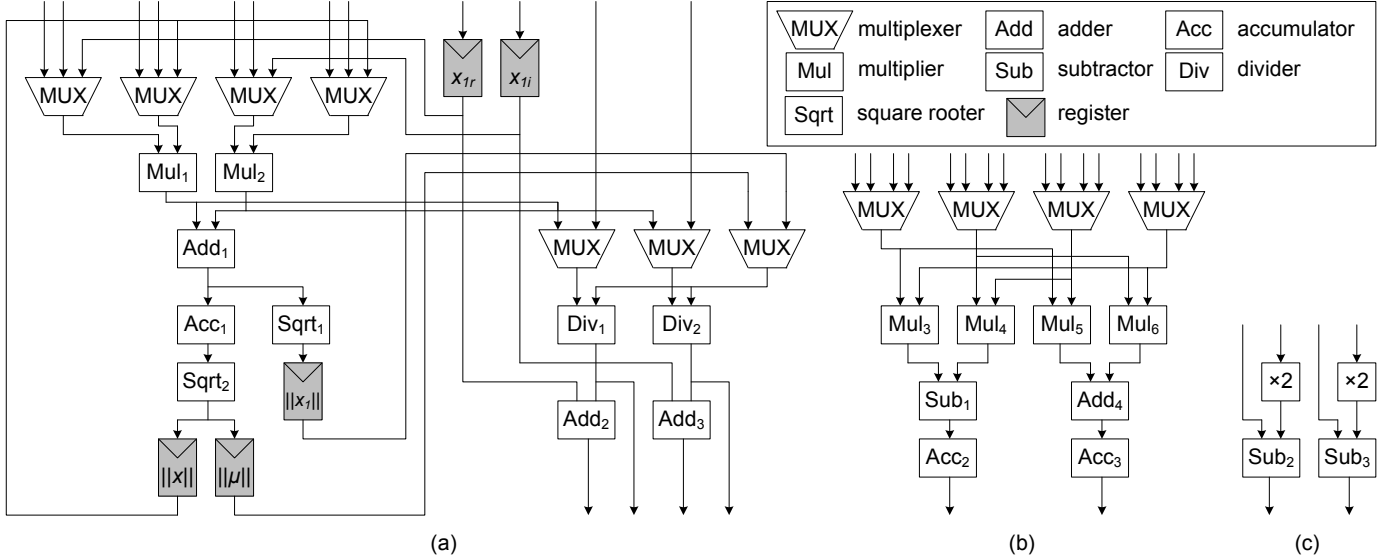 MUX multiplexer Add adder Acc accumulator
Mul multiplier Sub subtractor Div divider
Sqrt square rooter register
x1r x1i
MUX MUX MUX MUX
Mul1 Mul2
Add1
MUX MUX MUX
Acc1 Sqrt1
Div1 Div2
Sqrt2
||x1||
Add2 Add3
||x|| ||μ||
(a)
MUX MUX MUX MUX
Mul3 Mul4 Mul5 Mul6
Sub1 Add4
Acc2 Acc3
(b)
×2 ×2
Sub2 Sub3
(c)